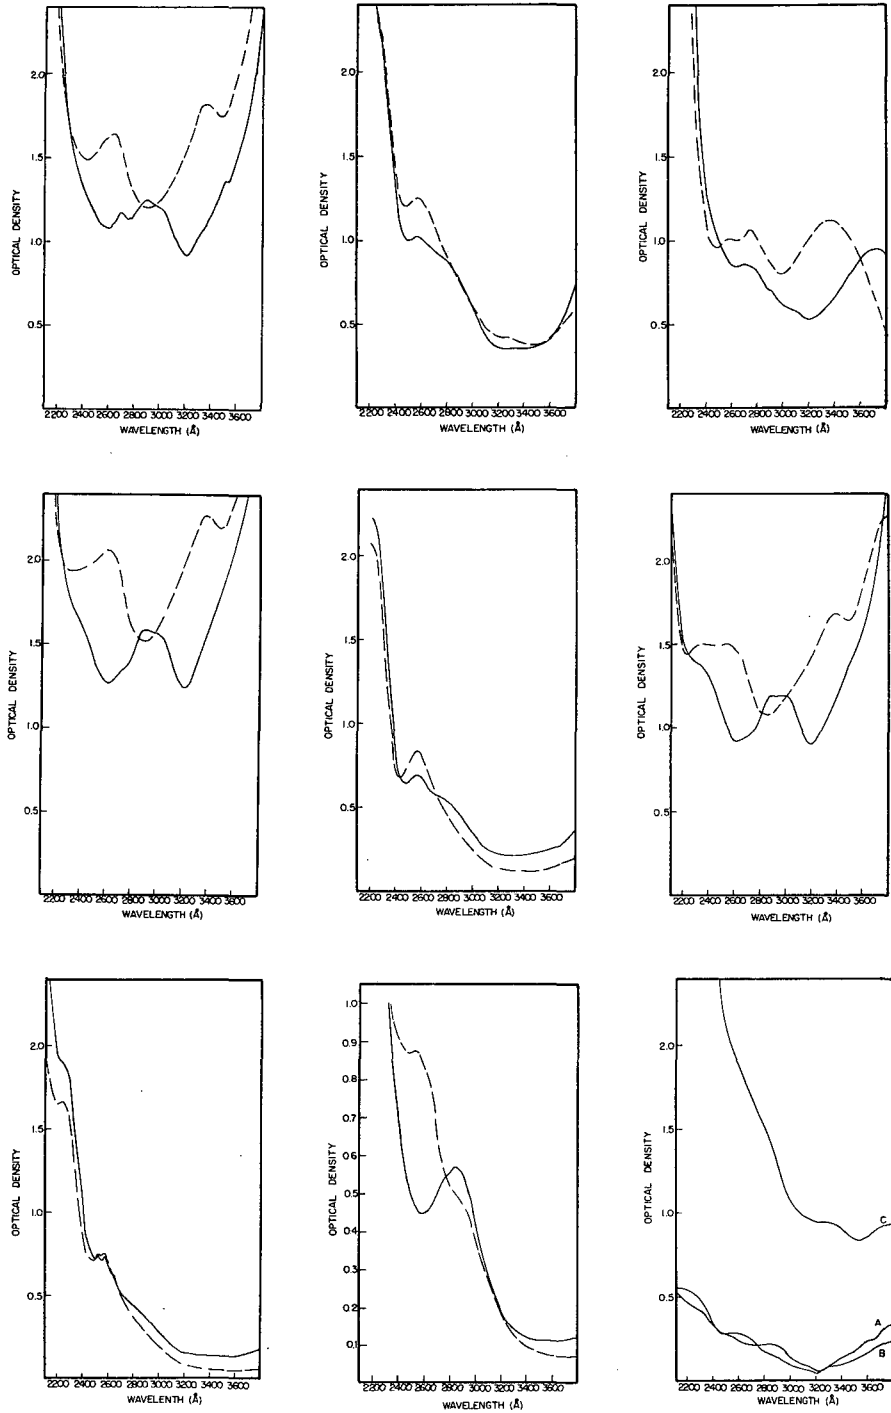 2.0
1.5
1.0
0.5
OPTICAL DENSITY
2200 2400 2600 2800 3000 3200 3400 3600
WAVELENGTH (Å)
2.0
1.5
1.0
0.5
OPTICAL DENSITY
2200 2400 2600 2800 3000 3200 3400 3600
WAVELENGTH (Å)
2.0
1.5
1.0
0.5
OPTICAL DENSITY
2200 2400 2600 2800 3000 3200 3400 3600
WAVELENGTH (Å)
2.0
1.5
1.0
0.5
OPTICAL DENSITY
2200 2400 2600 2800 3000 3200 3400 3600
WAVELENGTH (Å)
2.0
1.5
1.0
0.5
OPTICAL DENSITY
2200 2400 2600 2800 3000 3200 3400 3600
WAVELENGTH (Å)
2.0
1.5
1.0
0.5
OPTICAL DENSITY
2200 2400 2600 2800 3000 3200 3400 3600
WAVELENGTH (Å)
2.0
1.5
1.0
0.5
OPTICAL DENSITY
2200 2400 2600 2800 3000 3200 3400 3600
WAVELENTH (Å)
1.0
0.9
0.8
0.7
0.6
0.5
0.4
0.3
0.2
0.1
OPTICAL DENSITY
2200 2400 2600 2800 3000 3200 3400 3600
WAVELENGTH (Å)
2.0
1.5
1.0
0.5
OPTICAL DENSITY
C
A
B
2200 2400 2600 2800 3000 3200 3400 3600
WAVELENGTH (Å)